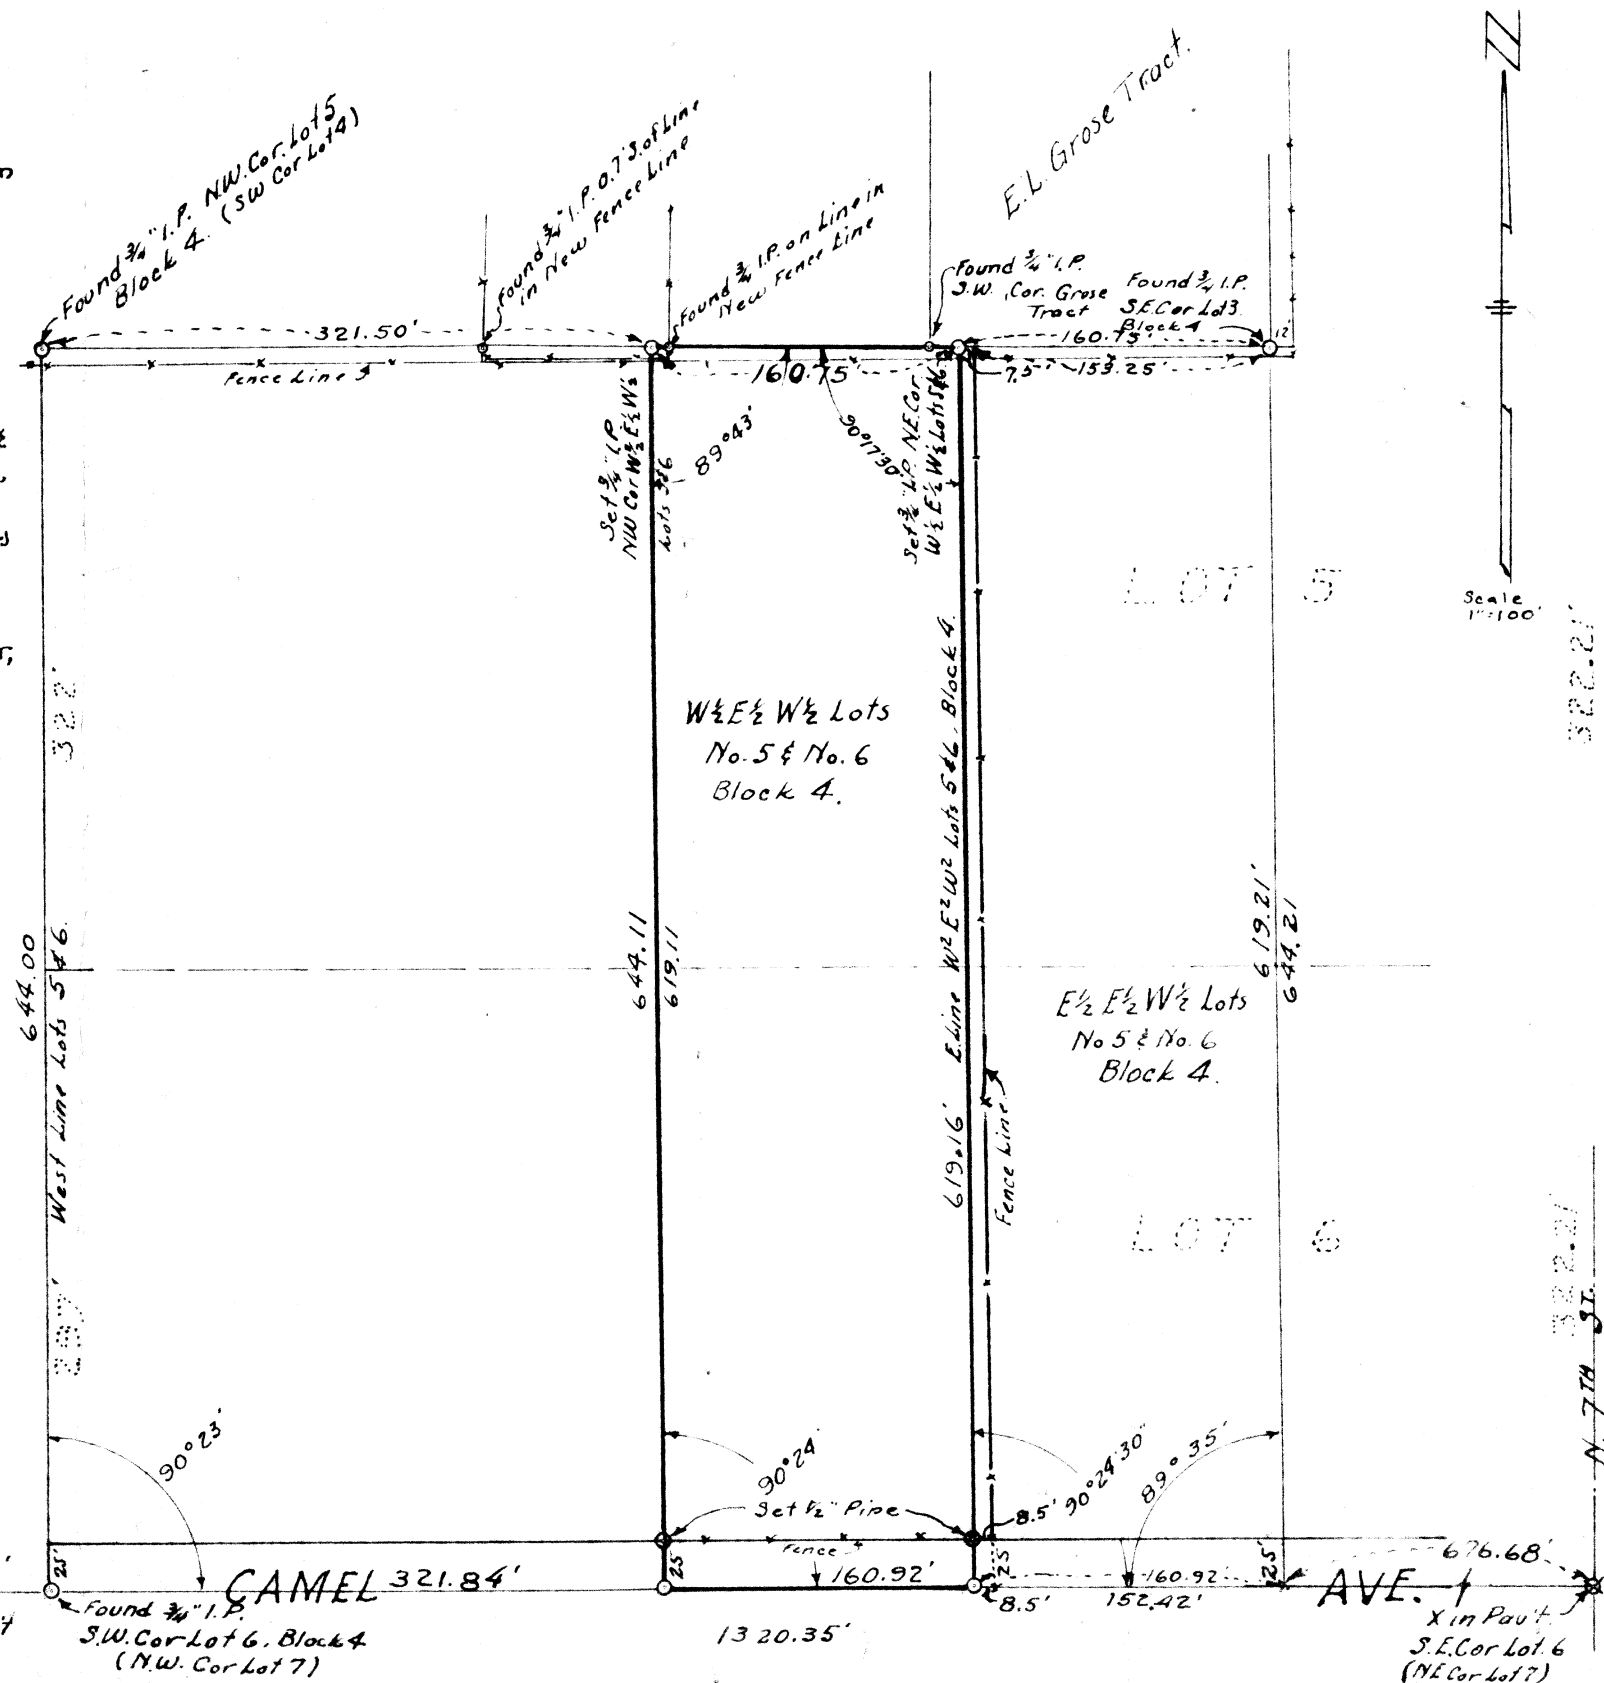 N
E.L. Grose Tract.
Found 3/4" I.P. N.W. Cor. Lot 5
Block 4. (SW Cor Lot 4)
Found 3/4" I.P. 0.7' S. of Line
in New Fence Line
Found 3/4 I.P. on Line in
New Fence Line
Found 3/4" I.P.
S.W. Cor. Grose
Tract
Found 3/4 I.P.
S.E. Cor Lot 3
Block 4
12'
321.50'
160.75'
Fence Line
160.75'
7.5'
153.25'
Set 3/4" I.P.
NW Cor W½ E½ W½
Lots 5&6
89°43'
90°17'30"
Set 3/4" I.P. N.E. Cor
W½ E½ W½ Lots 5&6
LOT 5
Scale
1"=100'
322.21'
322'
W½ E½ W½ Lots
No. 5 & No. 6
Block 4.
E. Line W² E² W² Lots 5 & 6, Block 4.
619.16'
644.00
West Line Lots 5 & 6.
644.11
619.11
619.21'
644.21
E½ E½ W½ Lots
No 5 & No. 6
Block 4.
Fence Line
LOT 6
322.21'
N. 7TH ST.
297'
90°23'
90°24'
90°24'30"
89°35'
Set ½" Pipe
8.5'
Fence
25'
25
25'
25'
CAMEL 321.84'
160.92'
8.5'
160.92
152.42'
AVE.
676.68'
1320.35'
Found 3/4" I.P.
S.W. Cor Lot 6, Block 4
(N.W. Cor Lot 7)
X in Pav't.
S.E. Cor Lot. 6
(NE Cor Lot 7)